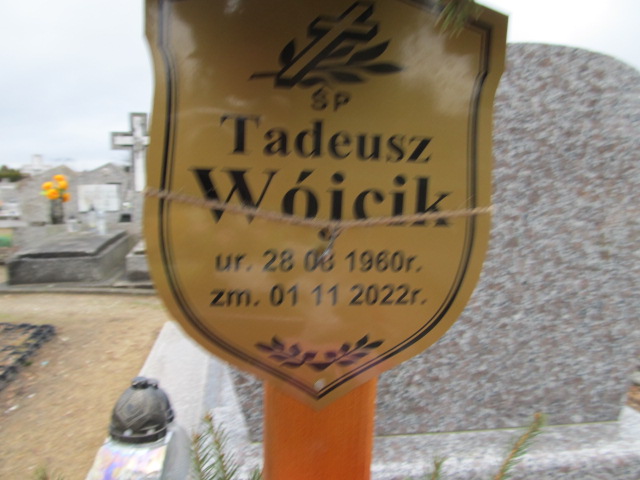 ŚP
Tadeusz
Wójcik
ur. 28 08 1960r.
zm. 01 11 2022r.